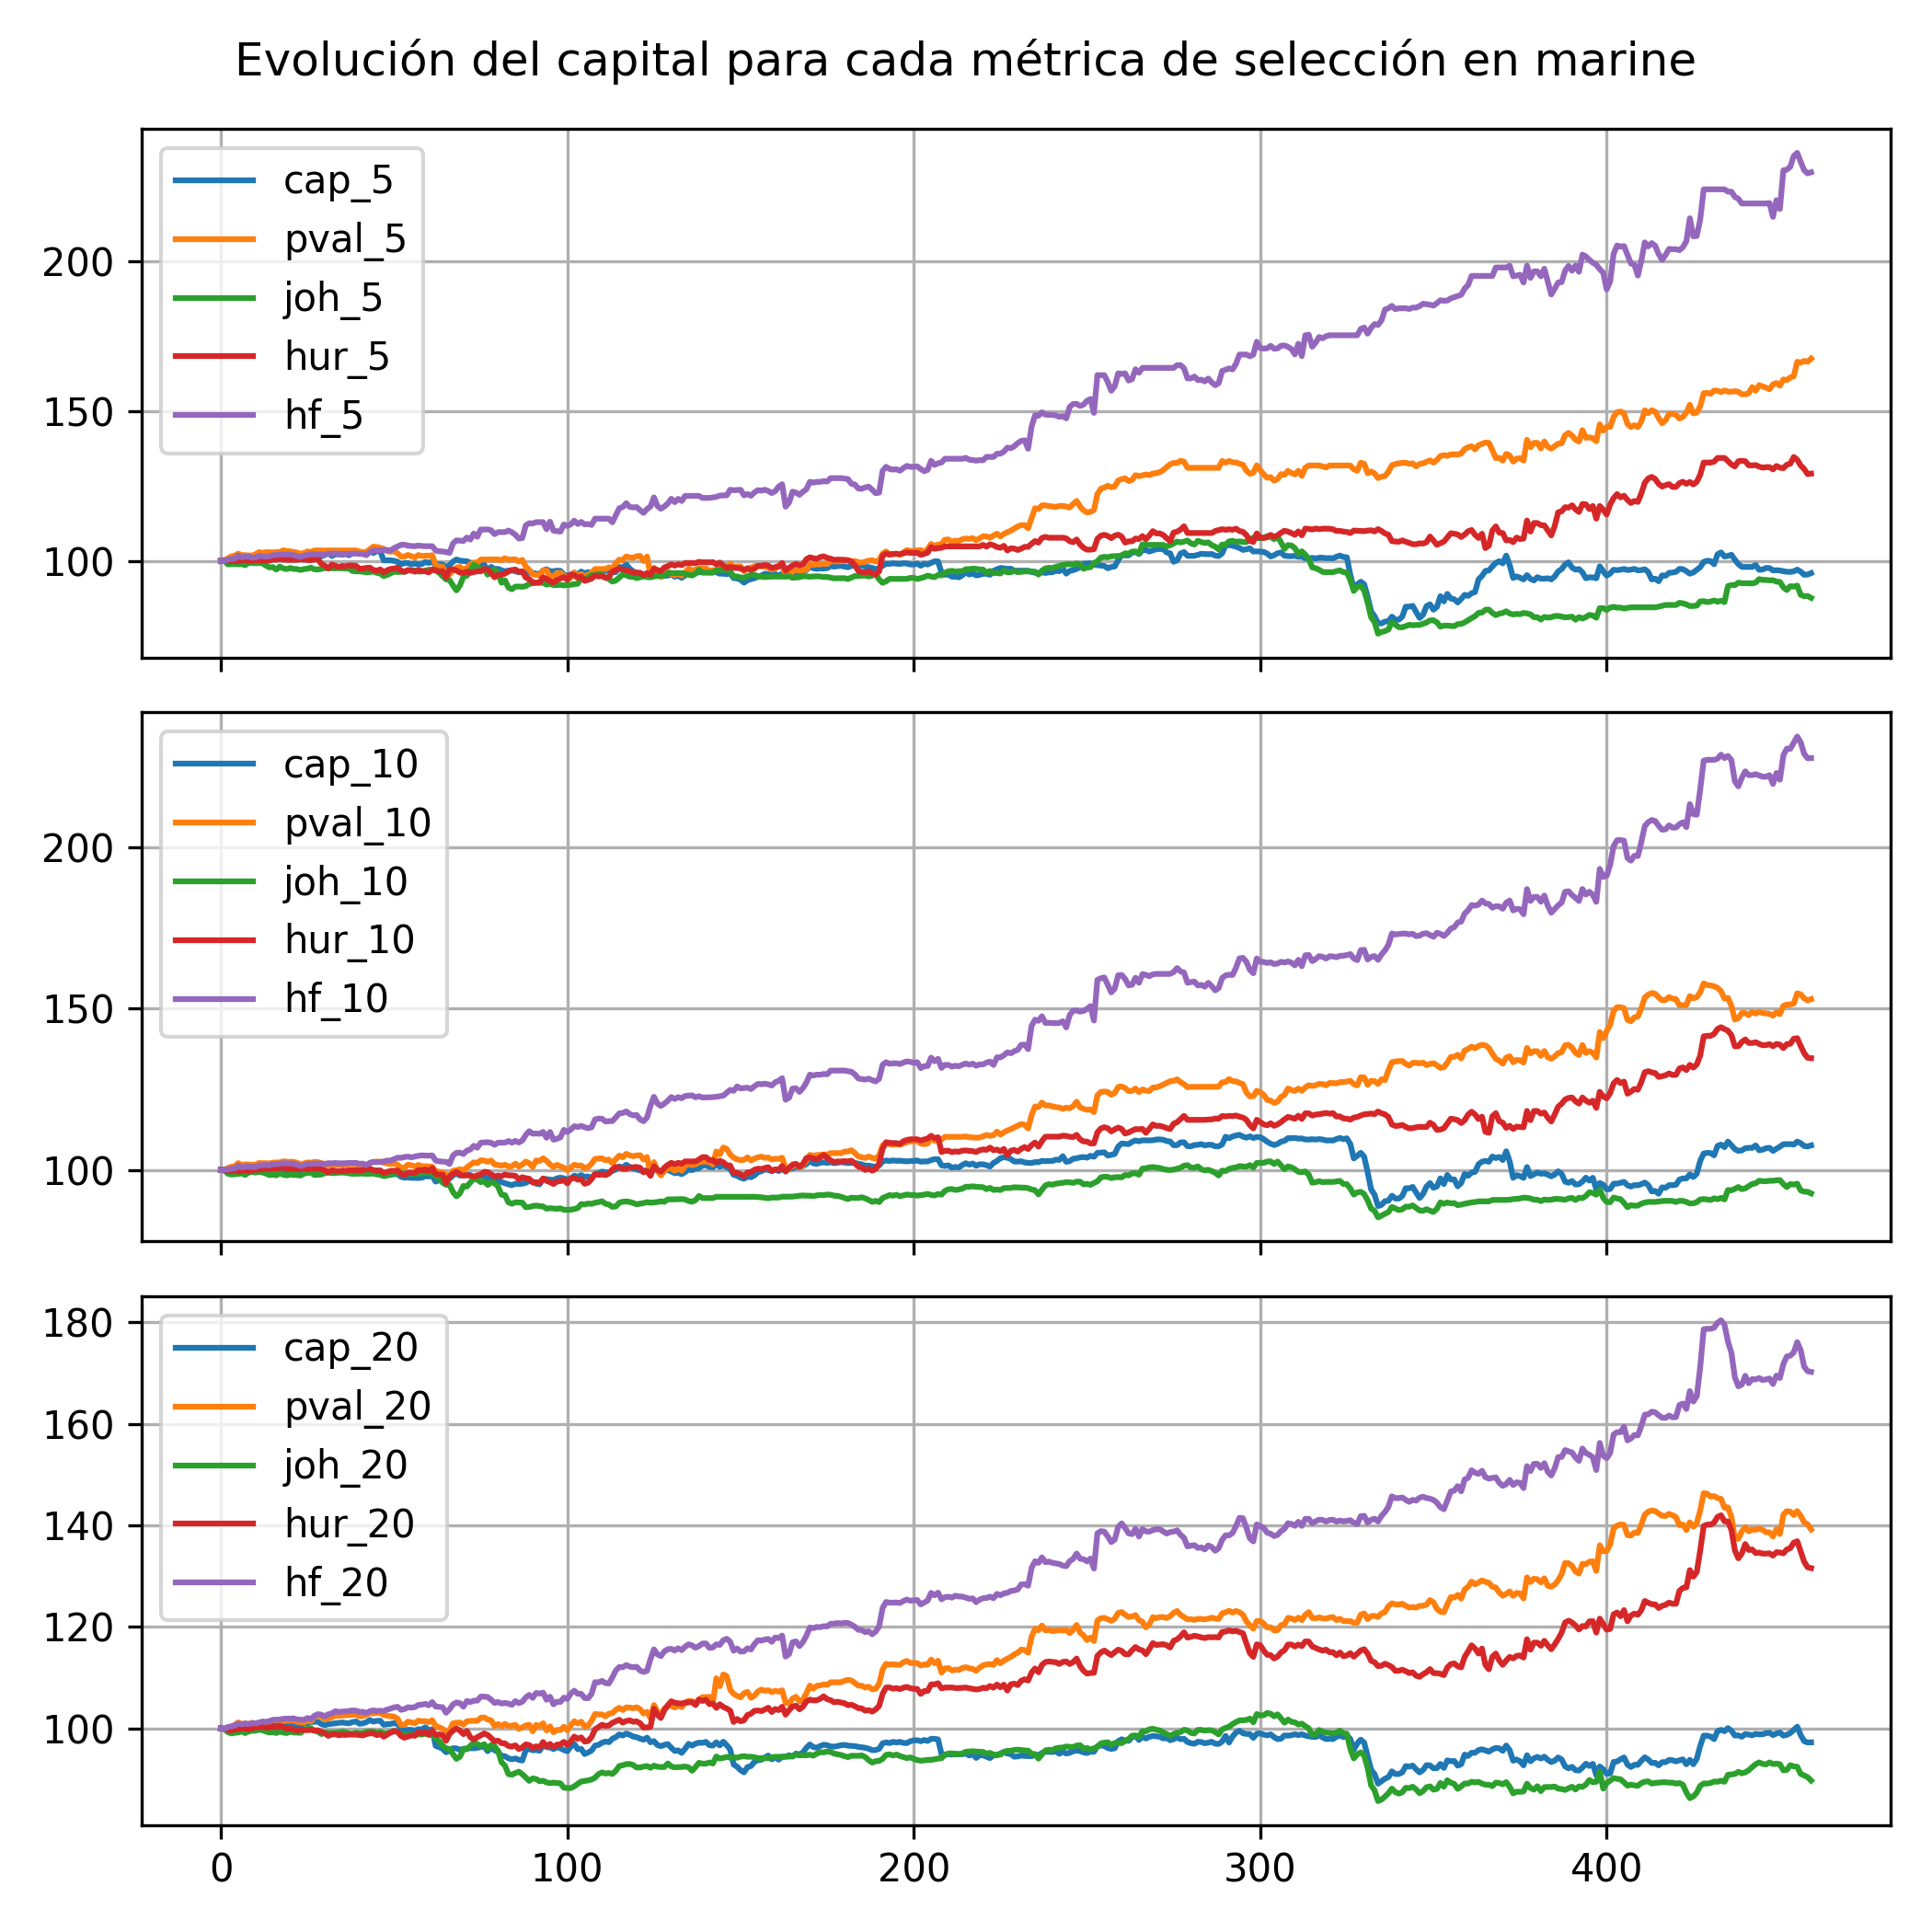 Evolución del capital para cada métrica de selección en marine
cap_5
pval_5
joh_5
hur_5
hf_5
200
150
100
cap_10
pval_10
joh_10
hur_10
hf_10
200
150
100
cap_20
pval_20
joh_20
hur_20
hf_20
180
160
140
120
100
0 100 200 300 400